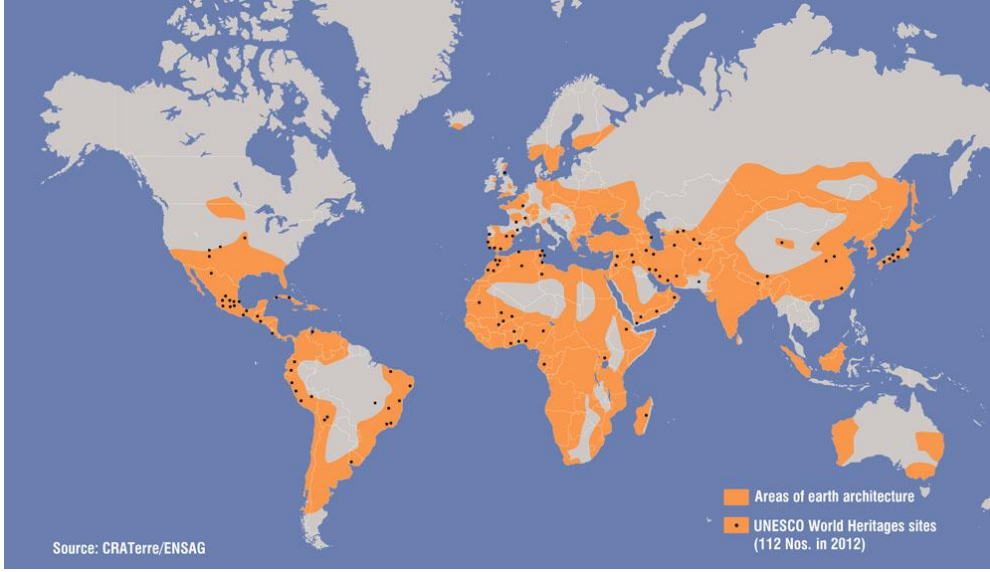 Areas of earth architecture
UNESCO World Heritages sites
(112 Nos. in 2012)
Source: CRATerre/ENSAG